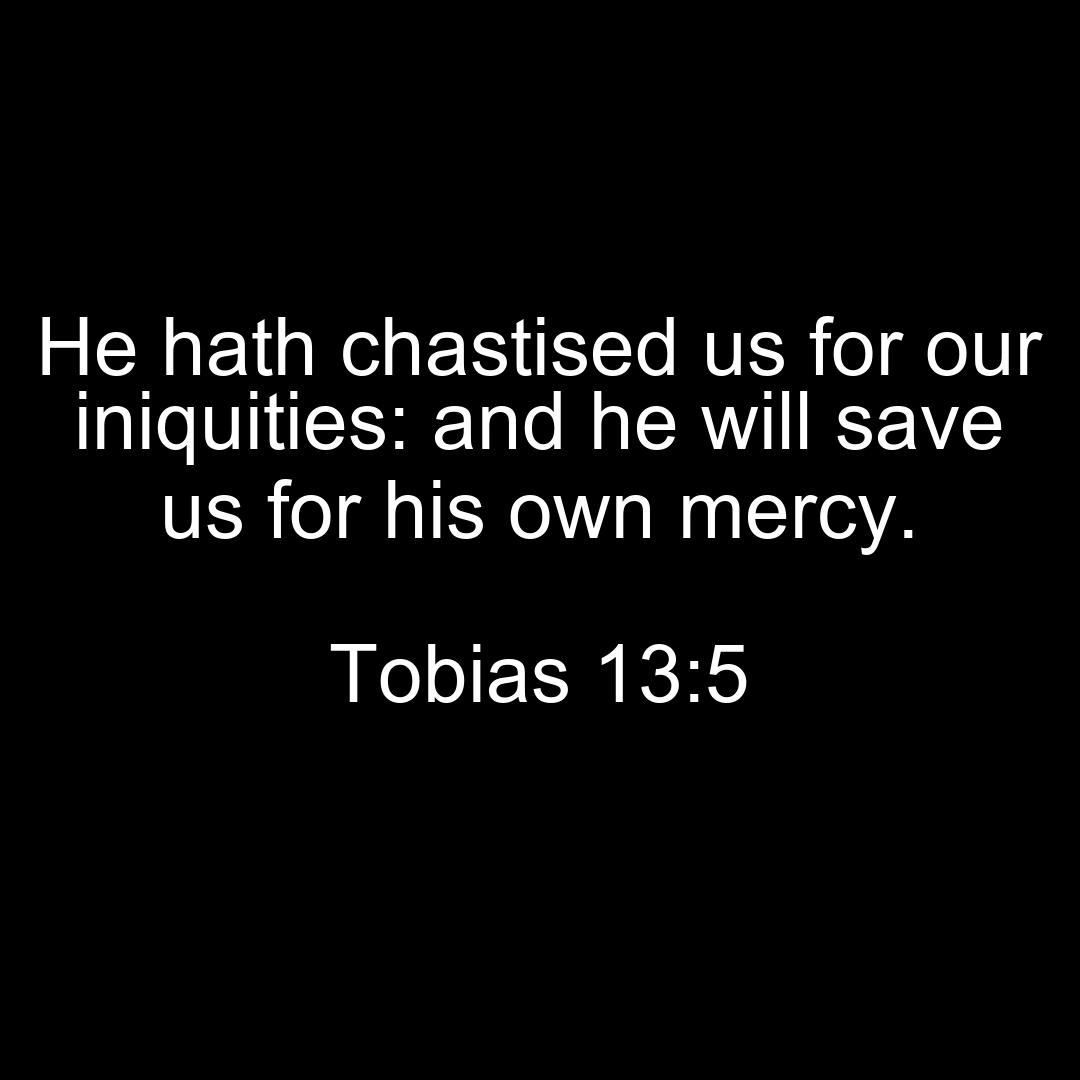 He hath chastised us for our
iniquities: and he will save
us for his own mercy.
Tobias 13:5